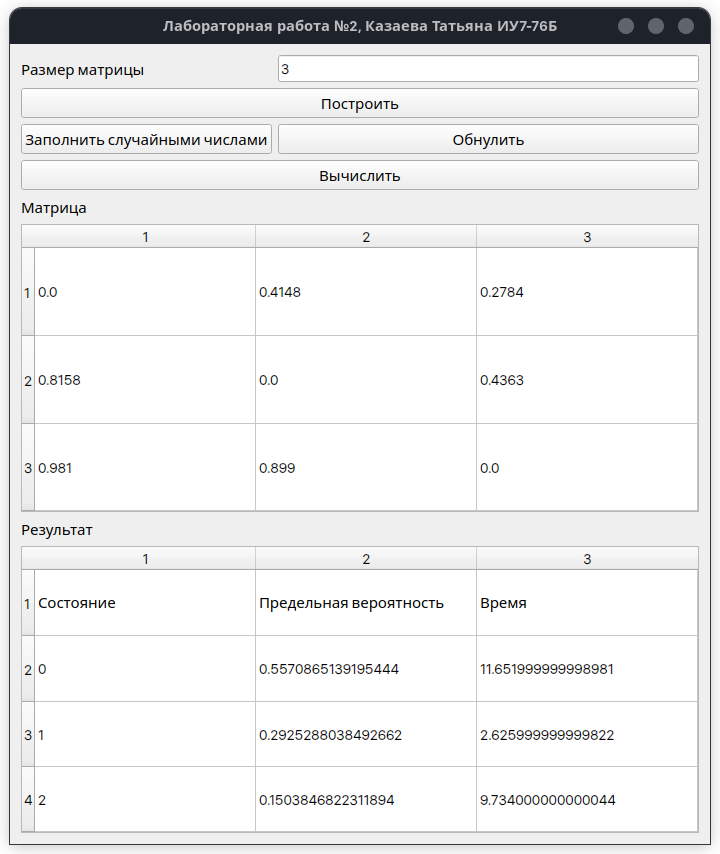 Лабораторная работа №2, Казаева Татьяна ИУ7-76Б
Размер матрицы 3
Построить
Заполнить случайными числами Обнулить
Вычислить
Матрица
1 2 3
1 0.0 0.4148 0.2784
2 0.8158 0.0 0.4363
3 0.981 0.899 0.0
Результат
1 2 3
1 Состояние Предельная вероятность Время
2 0 0.5570865139195444 11.651999999998981
3 1 0.2925288038492662 2.625999999999822
4 2 0.1503846822311894 9.734000000000044